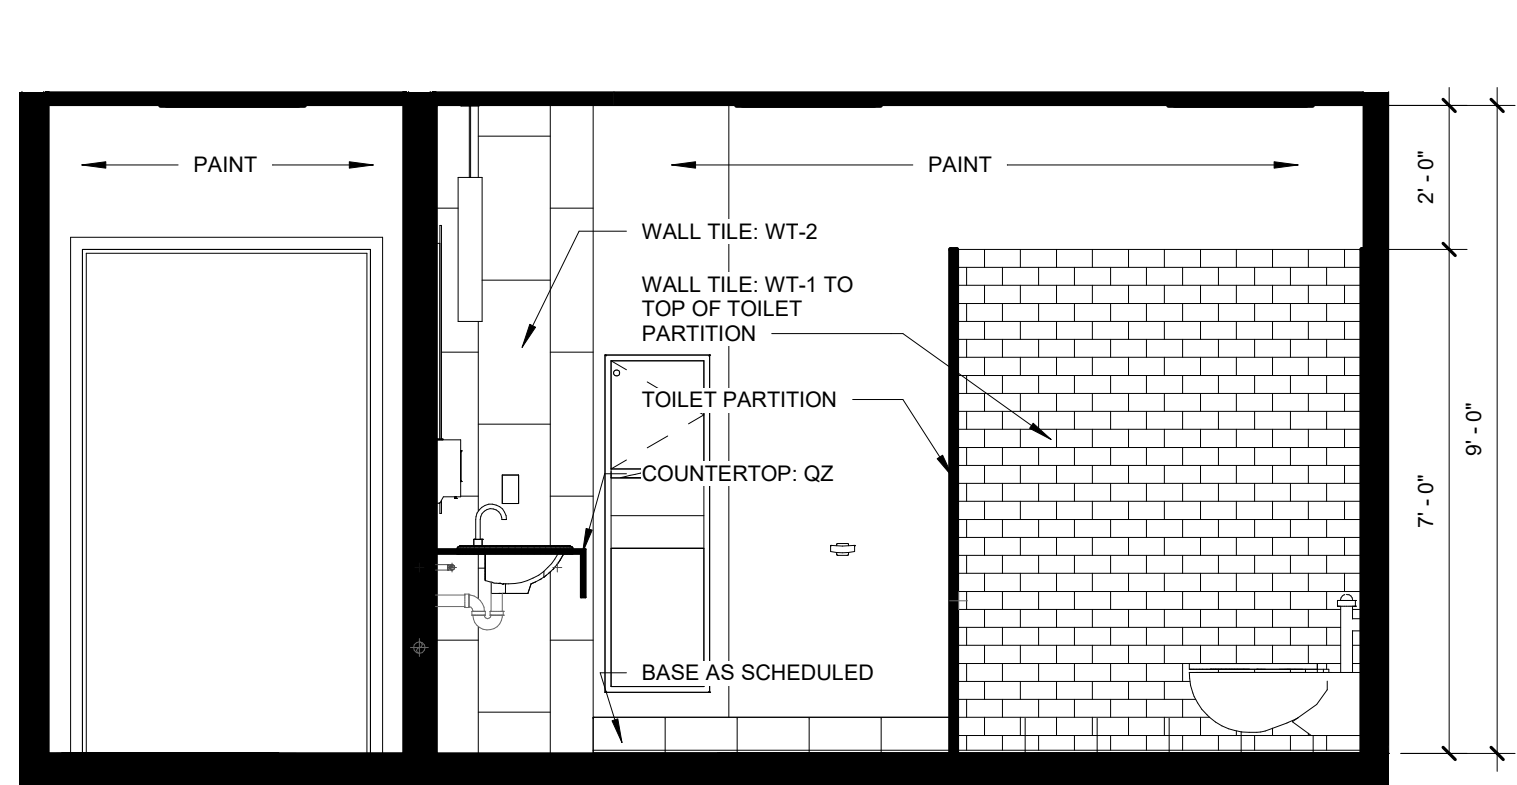 PAINT
PAINT
2' - 0"
WALL TILE: WT-2
WALL TILE: WT-1 TO
TOP OF TOILET
PARTITION
TOILET PARTITION
9' - 0"
COUNTERTOP: QZ
7' - 0"
BASE AS SCHEDULED